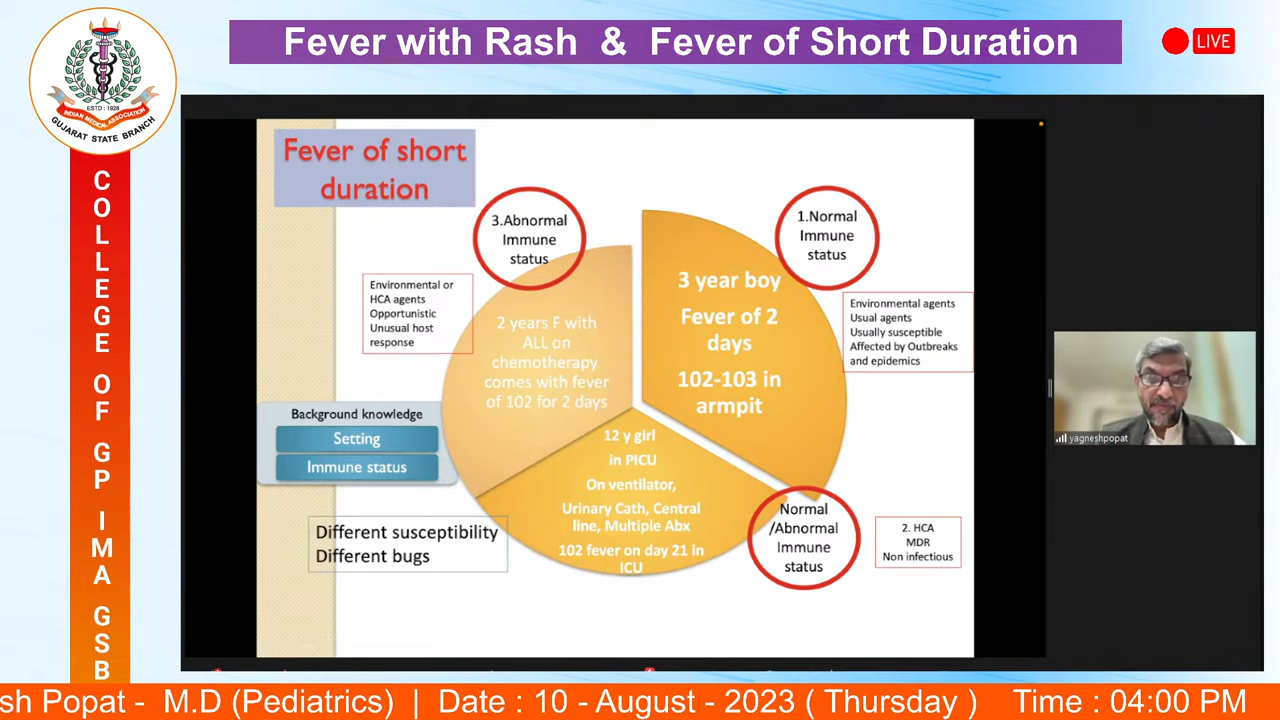 Fever with Rash & Fever of Short Duration
LIVE
ESTD : 1928
INDIAN MEDICAL ASSOCIATION
GUJARAT STATE BRANCH
COLLEGE OF GP IMA GSB
Fever of short
duration
3.Abnormal
Immune
status
1.Normal
Immune
status
Environmental or
HCA agents
Opportunistic
Unusual host
response
2 years F with
ALL on
chemotherapy
comes with fever
of 102 for 2 days
3 year boy
Fever of 2
days
102-103 in
armpit
Environmental agents
Usual agents
Usually susceptible
Affected by Outbreaks
and epidemics
Background knowledge
Setting
Immune status
12 y girl
in PICU
On ventilator,
Urinary Cath, Central
line, Multiple Abx
102 fever on day 21 in
ICU
Normal
/Abnormal
Immune
status
2. HCA
MDR
Non infectious
Different susceptibility
Different bugs
yagneshpopat
sh Popat - M.D (Pediatrics) | Date : 10 - August - 2023 ( Thursday ) Time : 04:00 PM